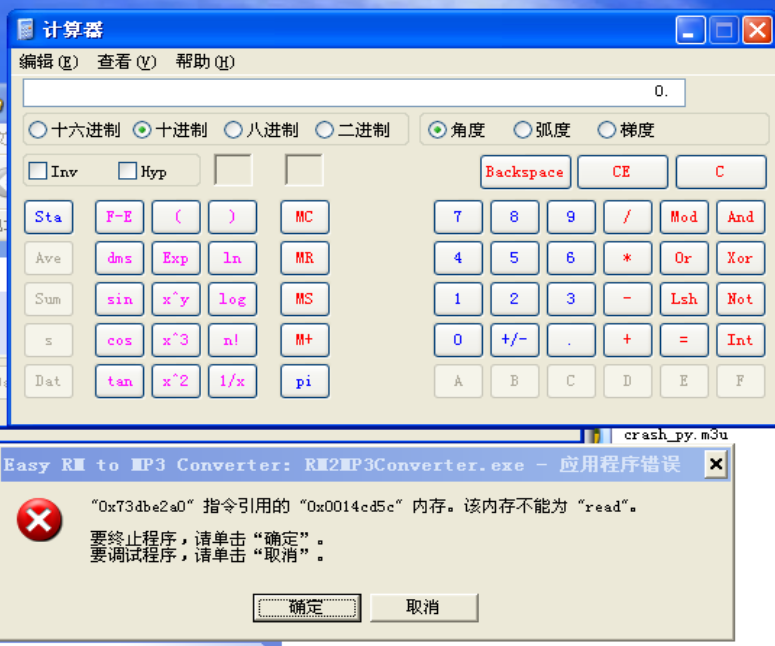 计算器
编辑(E) 查看(V) 帮助(H)
0.
十六进制 十进制 八进制 二进制 角度 弧度 梯度
Inv Hyp Backspace CE C
Sta F-E ( ) MC 7 8 9 / Mod And
Ave dms Exp ln MR 4 5 6 * Or Xor
Sum sin x^y log MS 1 2 3 - Lsh Not
s cos x^3 n! M+ 0 +/- . + = Int
Dat tan x^2 1/x pi A B C D E F
crash_py.m3u
Easy RM to MP3 Converter: RM2MP3Converter.exe - 应用程序错误
"0x73dbe2a0" 指令引用的 "0x0014cd5c" 内存。该内存不能为 "read"。
要终止程序，请单击“确定”。
要调试程序，请单击“取消”。
确定 取消